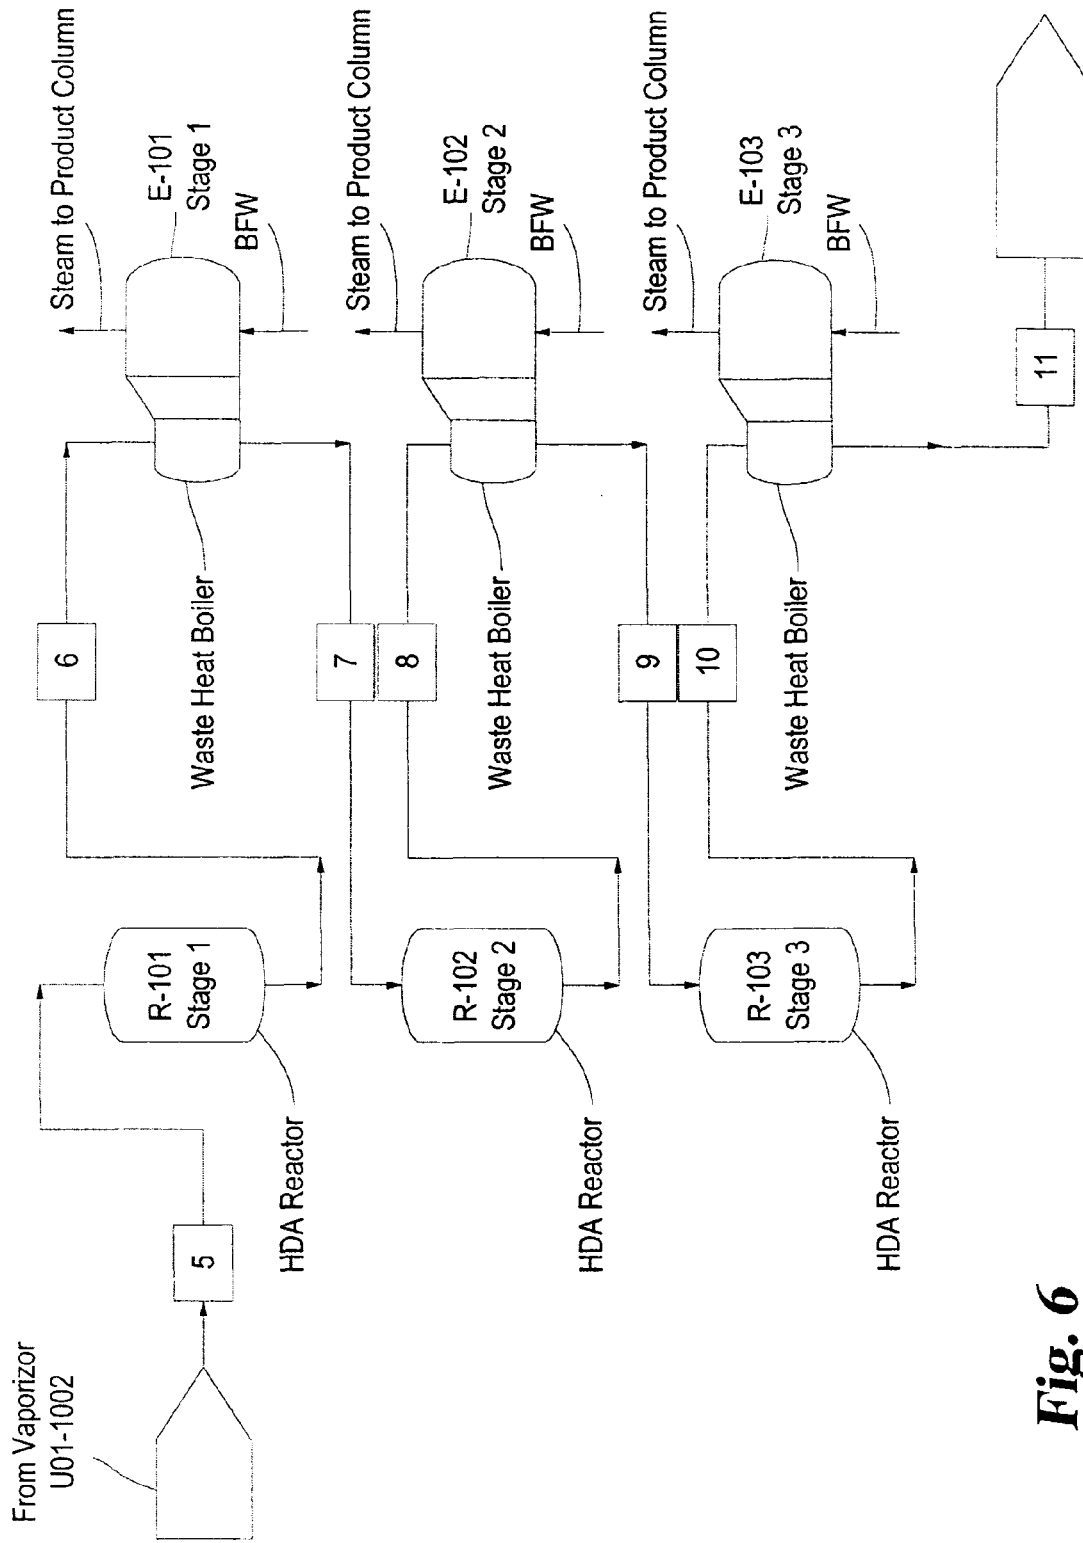 From Vaporizor
U01-1002
5
HDA Reactor
R-101
Stage 1
6
Waste Heat Boiler
E-101
Stage 1
Steam to Product Column
BFW
7
8
HDA Reactor
R-102
Stage 2
Waste Heat Boiler
E-102
Stage 2
Steam to Product Column
BFW
9
10
HDA Reactor
R-103
Stage 3
Waste Heat Boiler
E-103
Stage 3
Steam to Product Column
BFW
11
Fig. 6